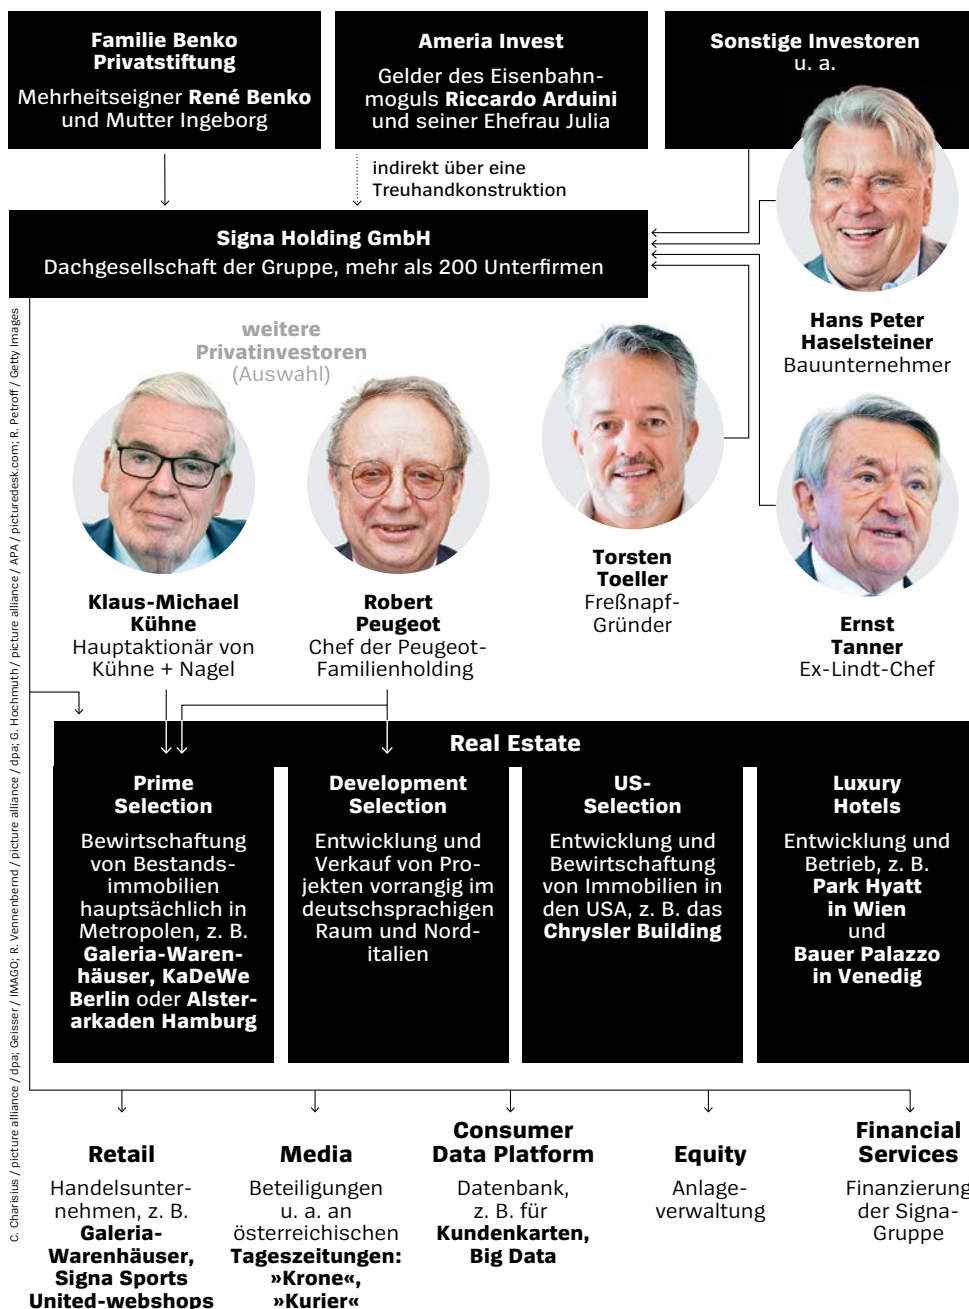 Familie Benko
Privatstiftung
Mehrheitseigner René Benko
und Mutter Ingeborg
Ameria Invest
Gelder des Eisenbahn-
moguls Riccardo Arduini
und seiner Ehefrau Julia
Sonstige Investoren
u. a.
indirekt über eine
Treuhandkonstruktion
Signa Holding GmbH
Dachgesellschaft der Gruppe, mehr als 200 Unterfirmen
Hans Peter
Haselsteiner
Bauunternehmer
weitere
Privatinvestoren
(Auswahl)
Klaus-Michael
Kühne
Hauptaktionär von
Kühne + Nagel
Robert
Peugeot
Chef der Peugeot-
Familienholding
Torsten
Toeller
Freßnapf-
Gründer
Ernst
Tanner
Ex-Lindt-Chef
Real Estate
Prime
Selection
Bewirtschaftung
von Bestands-
immobilien
hauptsächlich in
Metropolen, z. B.
Galeria-Waren-
häuser, KaDeWe
Berlin oder Alster-
arkaden Hamburg
Development
Selection
Entwicklung und
Verkauf von Pro-
jekten vorrangig im
deutschsprachigen
Raum und Nord-
italien
US-
Selection
Entwicklung und
Bewirtschaftung
von Immobilien in
den USA, z. B. das
Chrysler Building
Luxury
Hotels
Entwicklung und
Betrieb, z. B.
Park Hyatt
in Wien
und
Bauer Palazzo
in Venedig
Retail
Handelsunter-
nehmen, z. B.
Galeria-
Warenhäuser,
Signa Sports
United-webshops
Media
Beteiligungen
u. a. an
österreichischen
Tageszeitungen:
»Krone«,
»Kurier«
Consumer
Data Platform
Datenbank,
z. B. für
Kundenkarten,
Big Data
Equity
Anlage-
verwaltung
Financial
Services
Finanzierung
der Signa-
Gruppe
C. Charisius / picture alliance / dpa; Geisser / IMAGO; R. Vennenbernd / picture alliance / dpa; G. Hochmuth / picture alliance / APA / picturedesk.com; R. Petroff / Getty Images